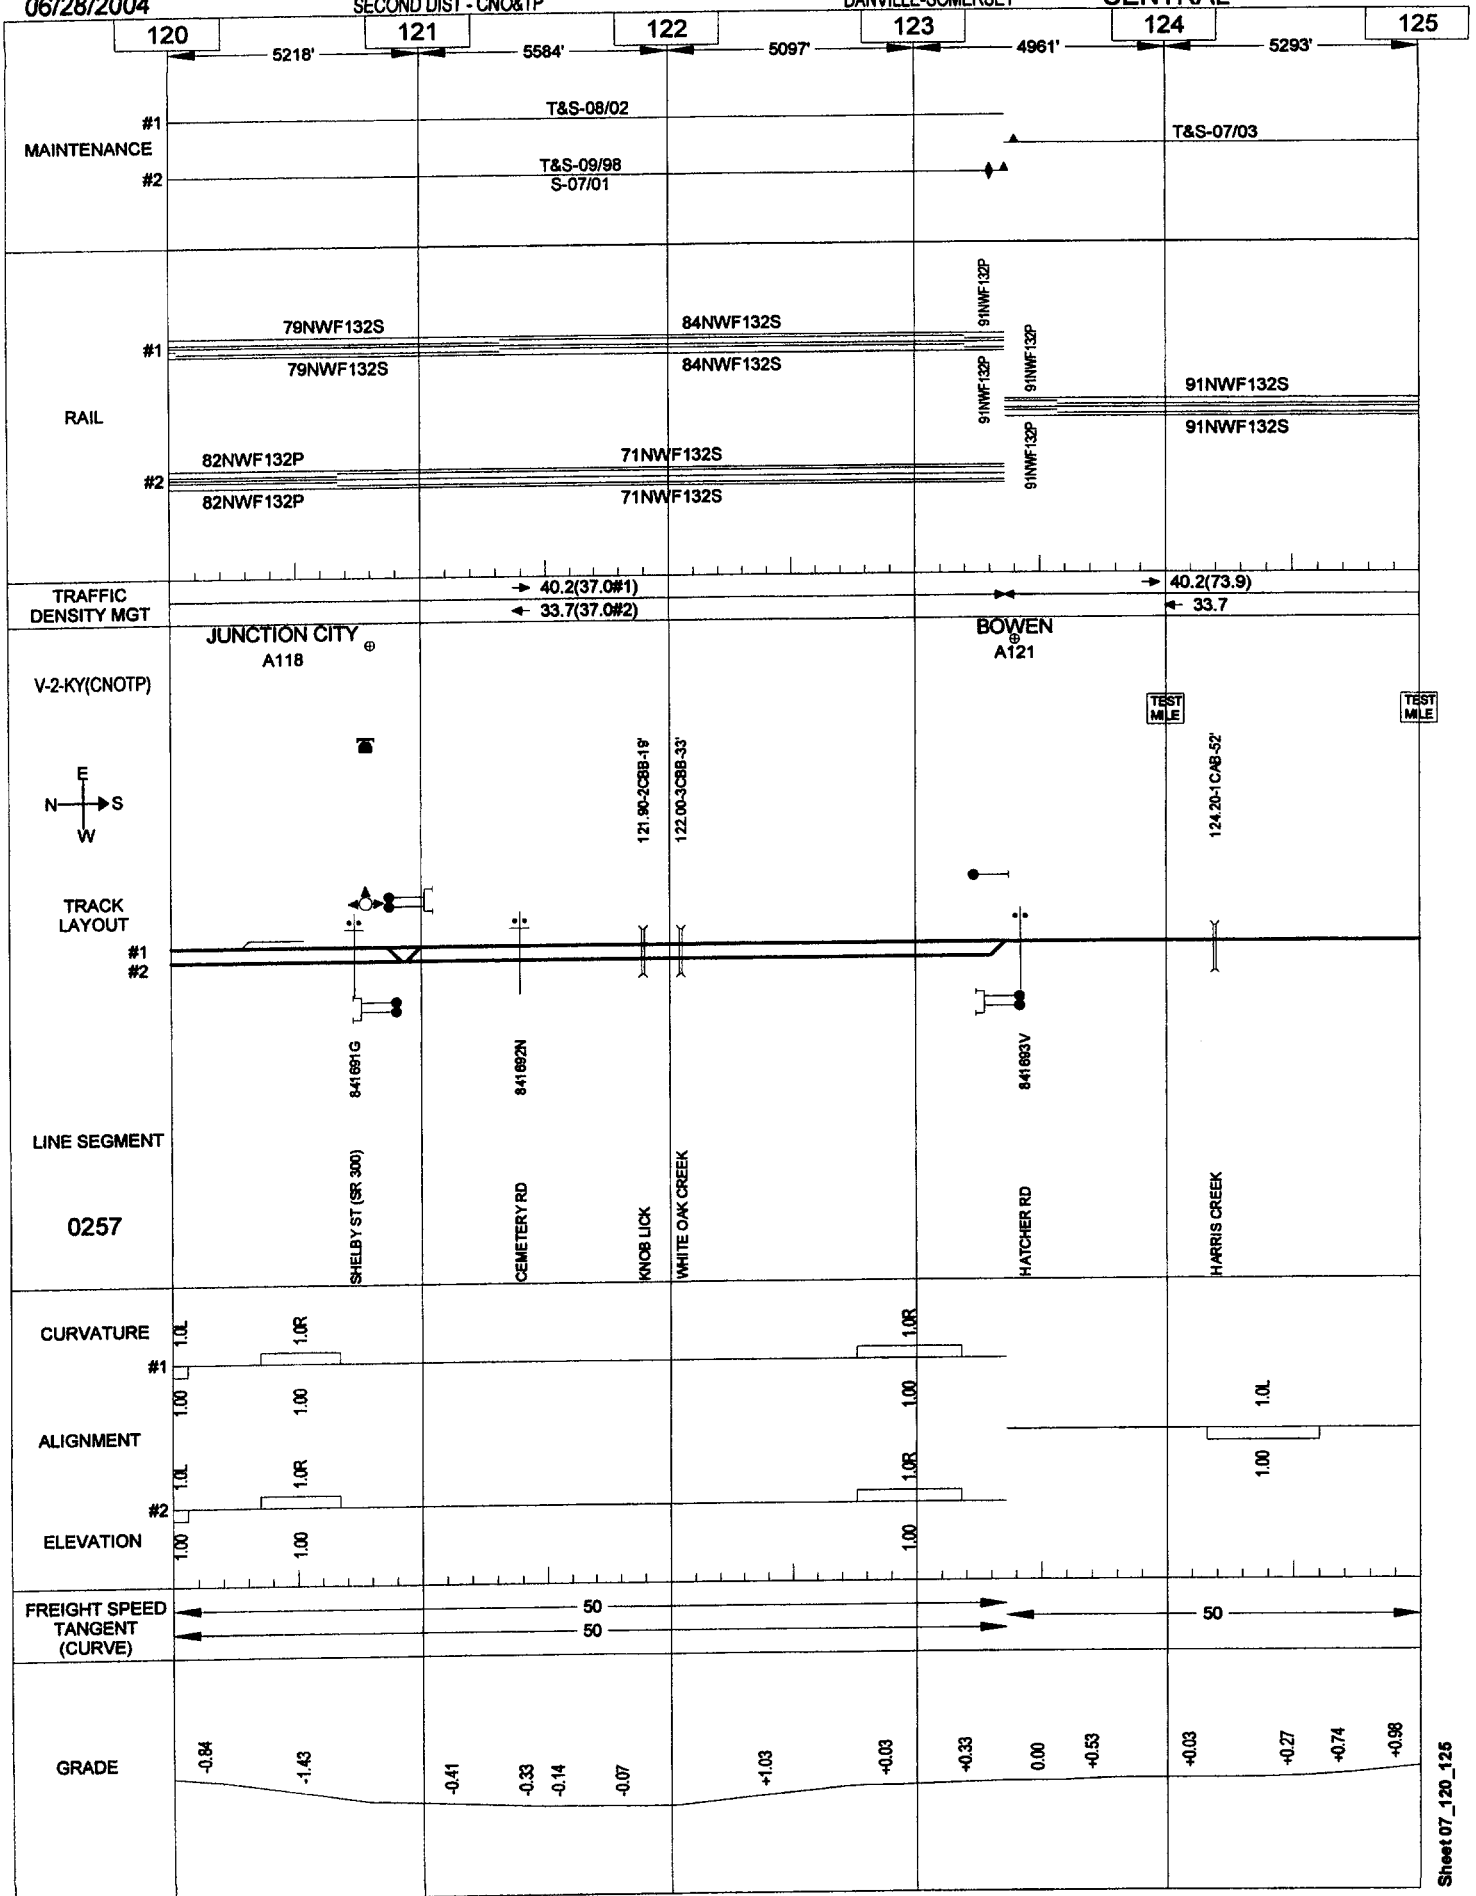 06/28/2004 SECOND DIST - CNO&TP DANVILLE-SOMERSET CENTRAL
120 121 122 123 124 125
5218' 5584' 5097' 4961' 5293'
MAINTENANCE
#1
T&S-08/02
T&S-07/03
#2
T&S-09/98
S-07/01
RAIL
#1
79NWF132S
84NWF132S
79NWF132S
84NWF132S
91NWF132P
91NWF132P
91NWF132P
91NWF132P
91NWF132S
91NWF132S
#2
82NWF132P
71NWF132S
82NWF132P
71NWF132S
TRAFFIC
DENSITY MGT
40.2(37.0#1)
33.7(37.0#2)
40.2(73.9)
33.7
JUNCTION CITY
A118
BOWEN
A121
V-2-KY(CNOTP)
TEST
MILE
TEST
MILE
E
N S
W
121.90-2CBB-19'
122.00-3CBB-33'
124.20-1CAB-52'
TRACK
LAYOUT
#1
#2
841691G
841692N
841693V
LINE SEGMENT
0257
SHELBY ST (SR 300)
CEMETERY RD
KNOB LICK
WHITE OAK CREEK
HATCHER RD
HARRIS CREEK
CURVATURE
#1
1.0L
1.0R
1.0R
1.00
1.00
1.00
1.0L
1.00
ALIGNMENT
#2
1.0L
1.0R
1.0R
1.00
1.00
1.00
ELEVATION
FREIGHT SPEED
TANGENT
(CURVE)
50
50
50
GRADE
-0.84
-1.43
-0.41
-0.33
-0.14
-0.07
+1.03
+0.03
+0.33
0.00
+0.53
+0.03
+0.27
+0.74
+0.98
Sheet 07_120_125